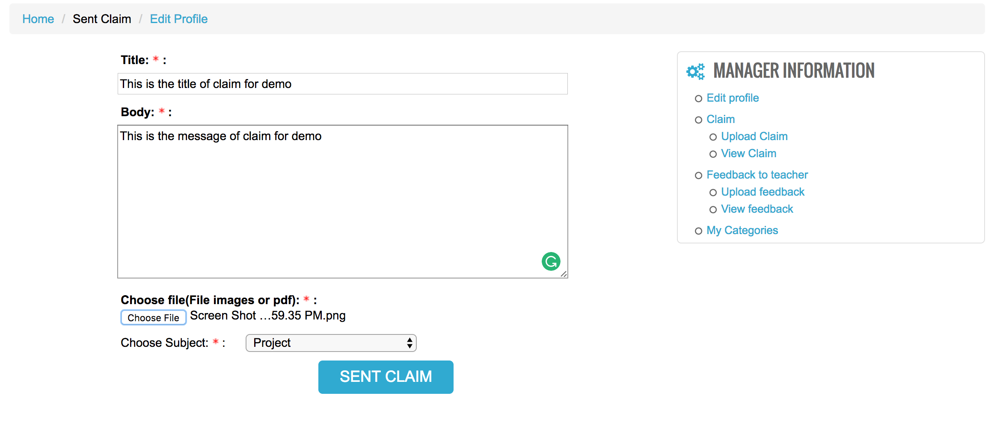 Home / Sent Claim / Edit Profile
Title: * :
This is the title of claim for demo
Body: * :
This is the message of claim for demo
Choose file(File images or pdf): * :
Choose File Screen Shot …59.35 PM.png
Choose Subject: * : Project
SENT CLAIM
MANAGER INFORMATION
Edit profile
Claim
Upload Claim
View Claim
Feedback to teacher
Upload feedback
View feedback
My Categories